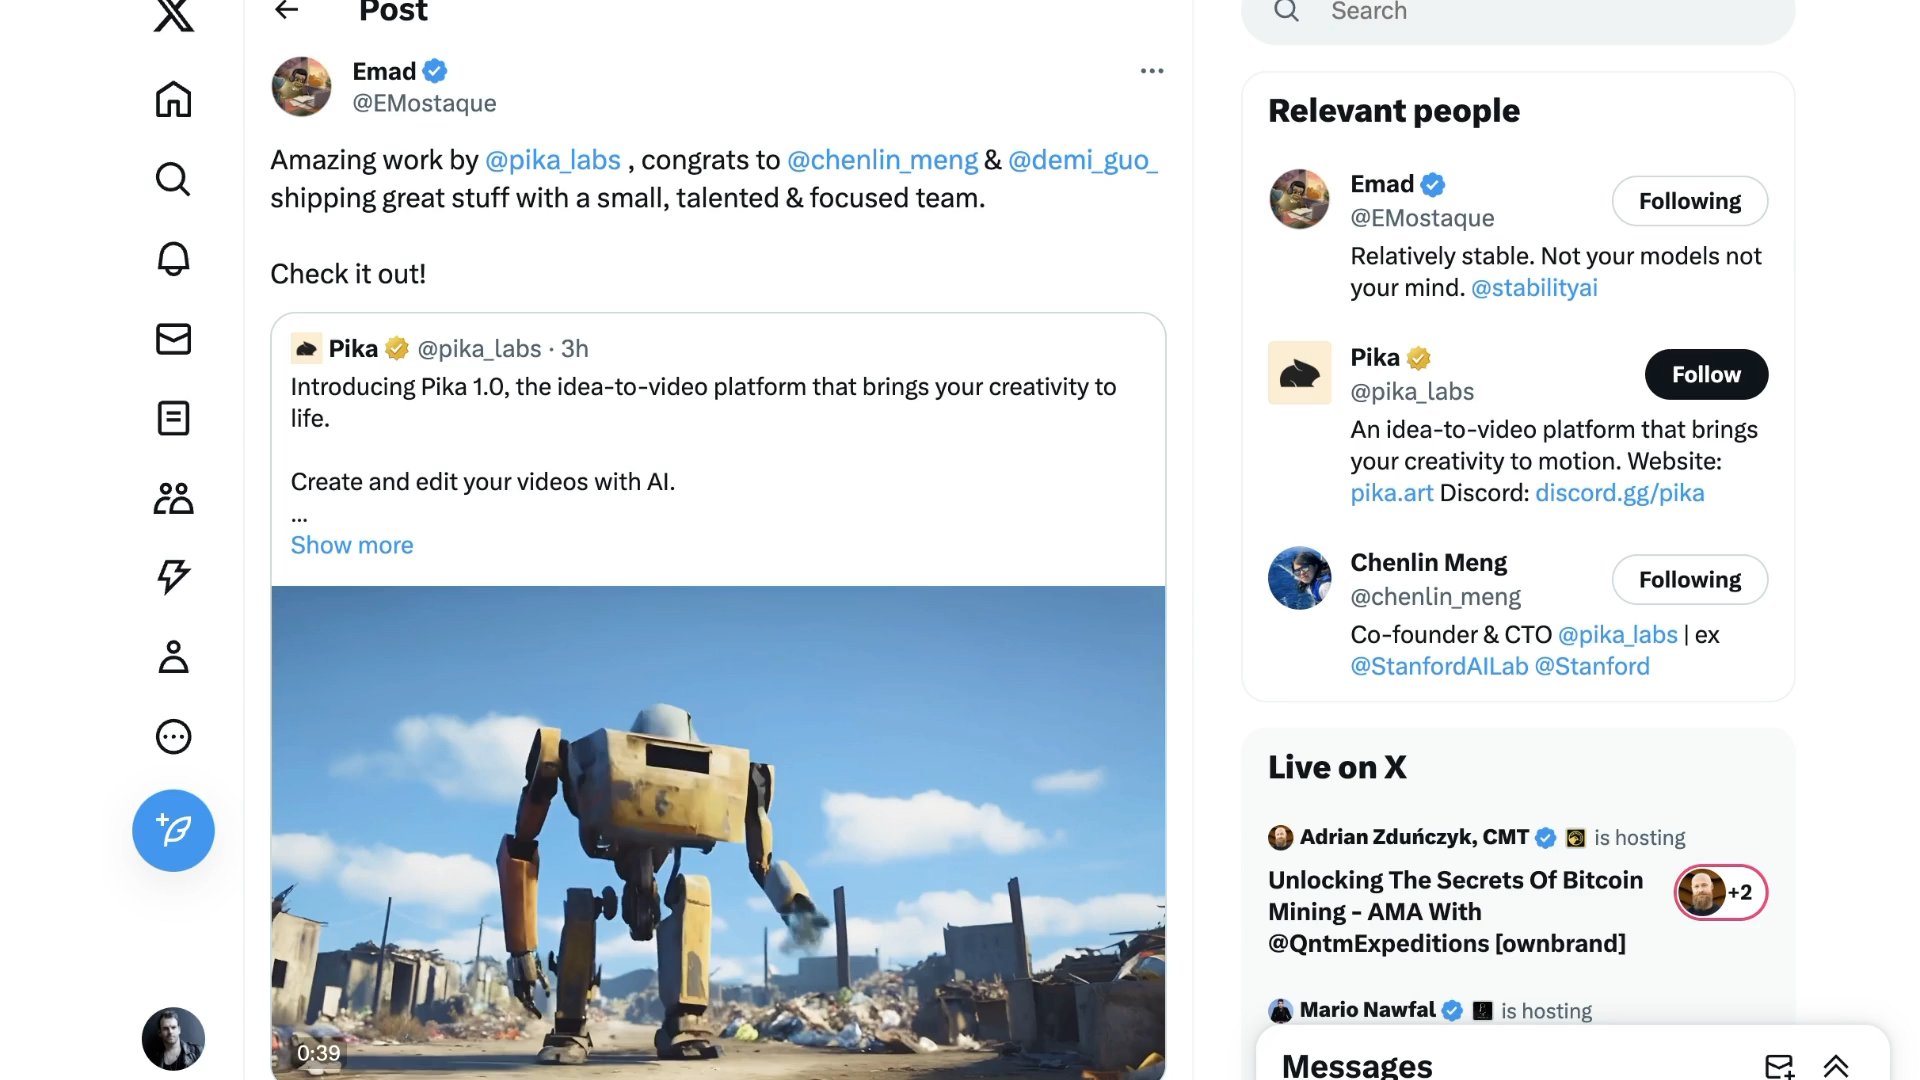 Post
Emad
@EMostaque
Amazing work by @pika_labs , congrats to @chenlin_meng & @demi_guo_
shipping great stuff with a small, talented & focused team.
Check it out!
Pika @pika_labs · 3h
Introducing Pika 1.0, the idea-to-video platform that brings your creativity to
life.
Create and edit your videos with AI.
...
Show more
0:39
Search
Relevant people
Emad
@EMostaque
Following
Relatively stable. Not your models not
your mind. @stabilityai
Pika
@pika_labs
Follow
An idea-to-video platform that brings
your creativity to motion. Website:
pika.art Discord: discord.gg/pika
Chenlin Meng
@chenlin_meng
Following
Co-founder & CTO @pika_labs | ex
@StanfordAILab @Stanford
Live on X
Adrian Zduńczyk, CMT is hosting
Unlocking The Secrets Of Bitcoin
Mining - AMA With
@QntmExpeditions [ownbrand]
+2
Mario Nawfal is hosting
Messages